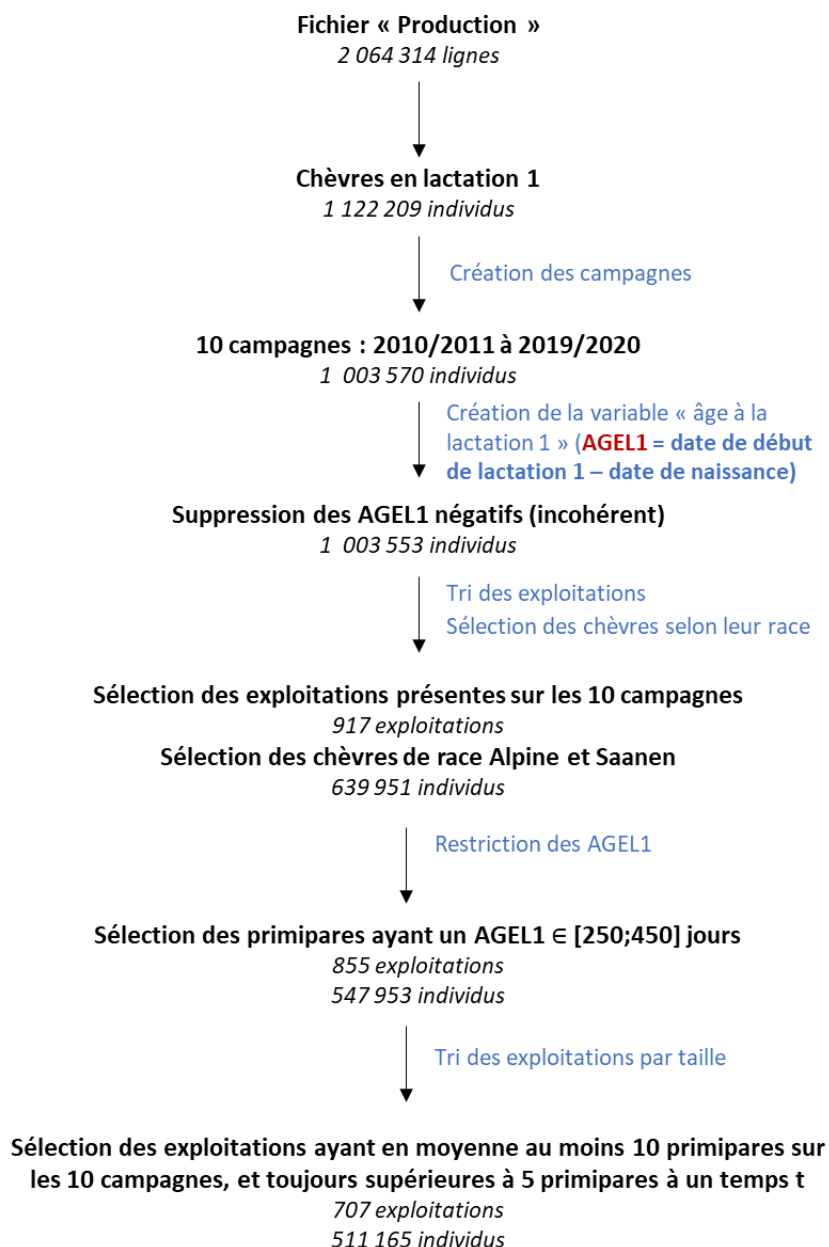 Fichier « Production »
2 064 314 lignes
Chèvres en lactation 1
1 122 209 individus
Création des campagnes
10 campagnes : 2010/2011 à 2019/2020
1 003 570 individus
Création de la variable « âge à la
lactation 1 » (AGEL1 = date de début
de lactation 1 – date de naissance)
Suppression des AGEL1 négatifs (incohérent)
1 003 553 individus
Tri des exploitations
Sélection des chèvres selon leur race
Sélection des exploitations présentes sur les 10 campagnes
917 exploitations
Sélection des chèvres de race Alpine et Saanen
639 951 individus
Restriction des AGEL1
Sélection des primipares ayant un AGEL1 ∈ [250;450] jours
855 exploitations
547 953 individus
Tri des exploitations par taille
Sélection des exploitations ayant en moyenne au moins 10 primipares sur
les 10 campagnes, et toujours supérieures à 5 primipares à un temps t
707 exploitations
511 165 individus